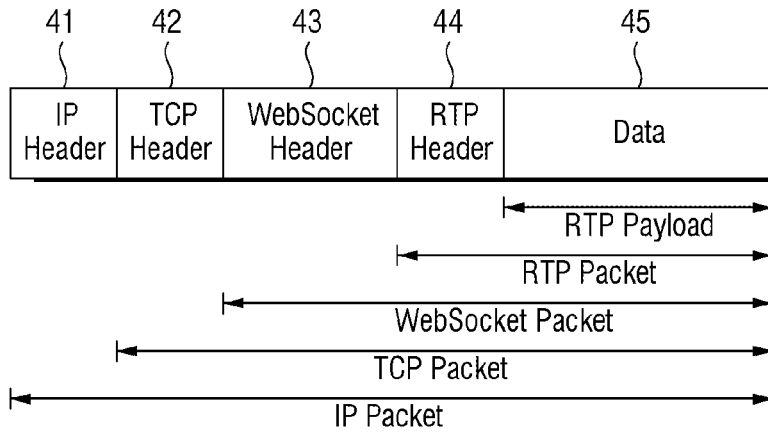 41 42 43 44 45
IP TCP WebSocket RTP Data
Header Header Header Header
RTP Payload
RTP Packet
WebSocket Packet
TCP Packet
IP Packet